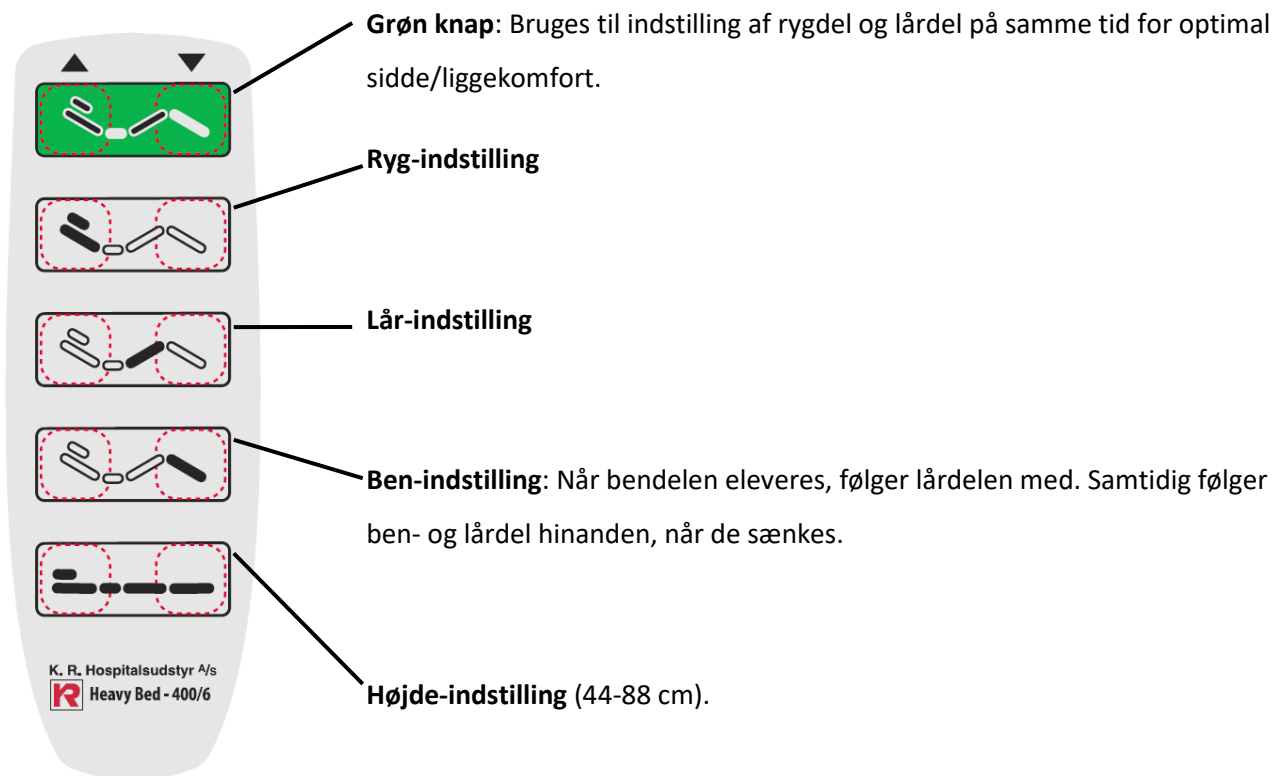 Grøn knap: Bruges til indstilling af rygdel og lårdel på samme tid for optimal
sidde/liggekomfort.
Ryg-indstilling
Lår-indstilling
Ben-indstilling: Når bendelen eleveres, følger lårdelen med. Samtidig følger
ben- og lårdel hinanden, når de sænkes.
K. R. Hospitalsudstyr A/s
R Heavy Bed - 400/6
Højde-indstilling (44-88 cm).